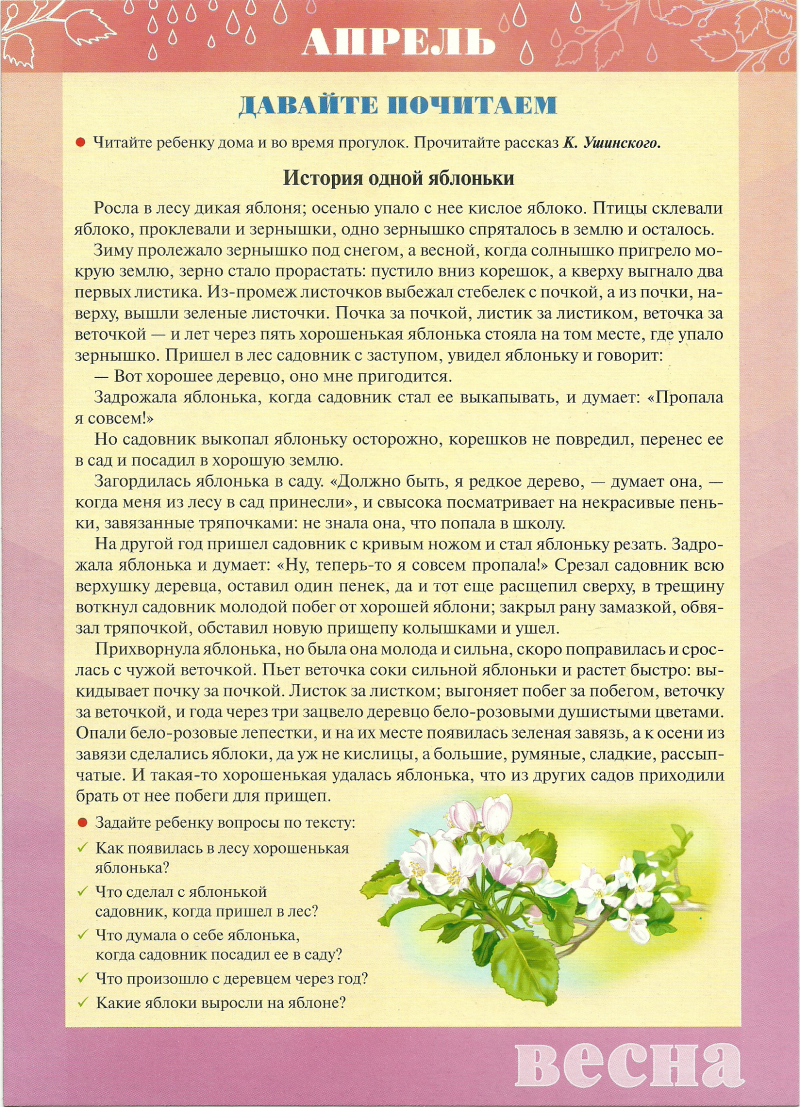 АПРЕЛЬ
ДАВАЙТЕ ПОЧИТАЕМ
Читайте ребенку дома и во время прогулок. Прочитайте рассказ К. Ушинского.
История одной яблоньки
Росла в лесу дикая яблоня; осенью упало с нее кислое яблоко. Птицы склевали
яблоко, проклевали и зернышки, одно зернышко спряталось в землю и осталось.
Зиму пролежало зернышко под снегом, а весной, когда солнышко пригрело мо-
крую землю, зерно стало прорастать: пустило вниз корешок, а кверху выгнало два
первых листика. Из-промеж листочков выбежал стебелек с почкой, а из почки, на-
верху, вышли зеленые листочки. Почка за почкой, листик за листиком, веточка за
веточкой — и лет через пять хорошенькая яблонька стояла на том месте, где упало
зернышко. Пришел в лес садовник с заступом, увидел яблоньку и говорит:
— Вот хорошее деревцо, оно мне пригодится.
Задрожала яблонька, когда садовник стал ее выкапывать, и думает: «Пропала
я совсем!»
Но садовник выкопал яблоньку осторожно, корешков не повредил, перенес ее
в сад и посадил в хорошую землю.
Загордилась яблонька в саду. «Должно быть, я редкое дерево, — думает она, —
когда меня из лесу в сад принесли», и свысока посматривает на некрасивые пень-
ки, завязанные тряпочками: не знала она, что попала в школу.
На другой год пришел садовник с кривым ножом и стал яблоньку резать. Задро-
жала яблонька и думает: «Ну, теперь-то я совсем пропала!» Срезал садовник всю
верхушку деревца, оставил один пенек, да и тот еще расщепил сверху, в трещину
воткнул садовник молодой побег от хорошей яблони; закрыл рану замазкой, обвя-
зал тряпочкой, обставил новую прищепу колышками и ушел.
Прихворнула яблонька, но была она молода и сильна, скоро поправилась и срос-
лась с чужой веточкой. Пьет веточка соки сильной яблоньки и растет быстро: вы-
кидывает почку за почкой. Листок за листком; выгоняет побег за побегом, веточку
за веточкой, и года через три зацвело деревцо бело-розовыми душистыми цветами.
Опали бело-розовые лепестки, и на их месте появилась зеленая завязь, а к осени из
завязи сделались яблоки, да уж не кислицы, а большие, румяные, сладкие, рассып-
чатые. И такая-то хорошенькая удалась яблонька, что из других садов приходили
брать от нее побеги для прищеп.
Задайте ребенку вопросы по тексту:
Как появилась в лесу хорошенькая
яблонька?
Что сделал с яблонькой
садовник, когда пришел в лес?
Что думала о себе яблонька,
когда садовник посадил ее в саду?
Что произошло с деревцем через год?
Какие яблоки выросли на яблоне?
весна